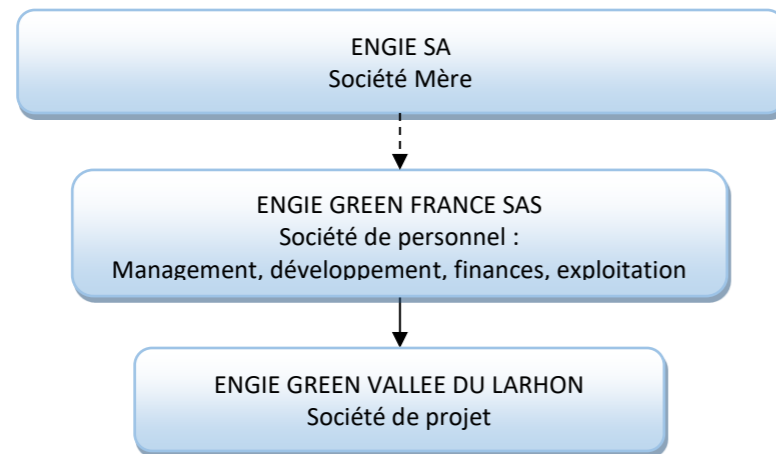 ENGIE SA
Société Mère
ENGIE GREEN FRANCE SAS
Société de personnel :
Management, développement, finances, exploitation
ENGIE GREEN VALLEE DU LARHON
Société de projet